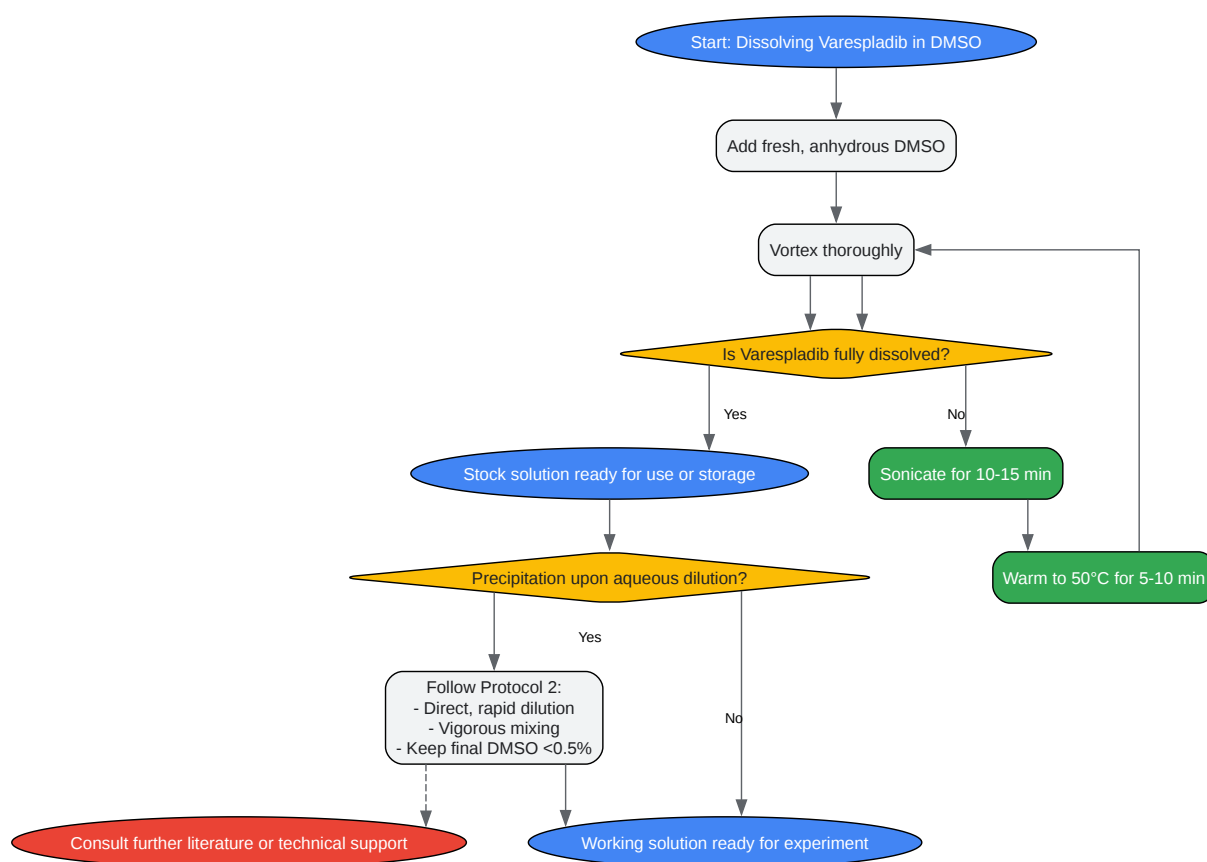 Start: Dissolving Varespladib in DMSO
Add fresh, anhydrous DMSO
Vortex thoroughly
Is Varespladib fully dissolved?
Yes
No
Stock solution ready for use or storage
Sonicate for 10-15 min
Precipitation upon aqueous dilution?
Warm to 50°C for 5-10 min
Yes
Follow Protocol 2:
- Direct, rapid dilution
- Vigorous mixing
- Keep final DMSO <0.5%
No
Consult further literature or technical support
Working solution ready for experiment